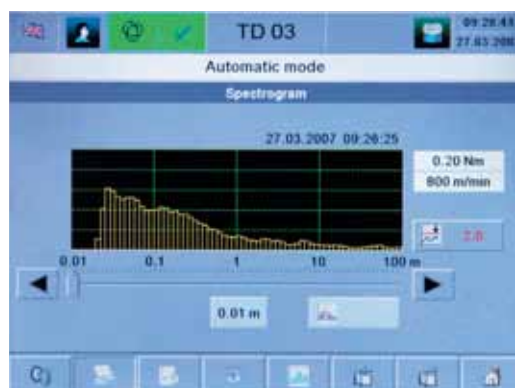 TD 03
09:28:43
27.03.200
Automatic mode
Spectrogram
27.03.2007 09:26:25
0.20 Nm
800 m/min
2.0
0.01 0.1 1 10 100 m
0.01 m